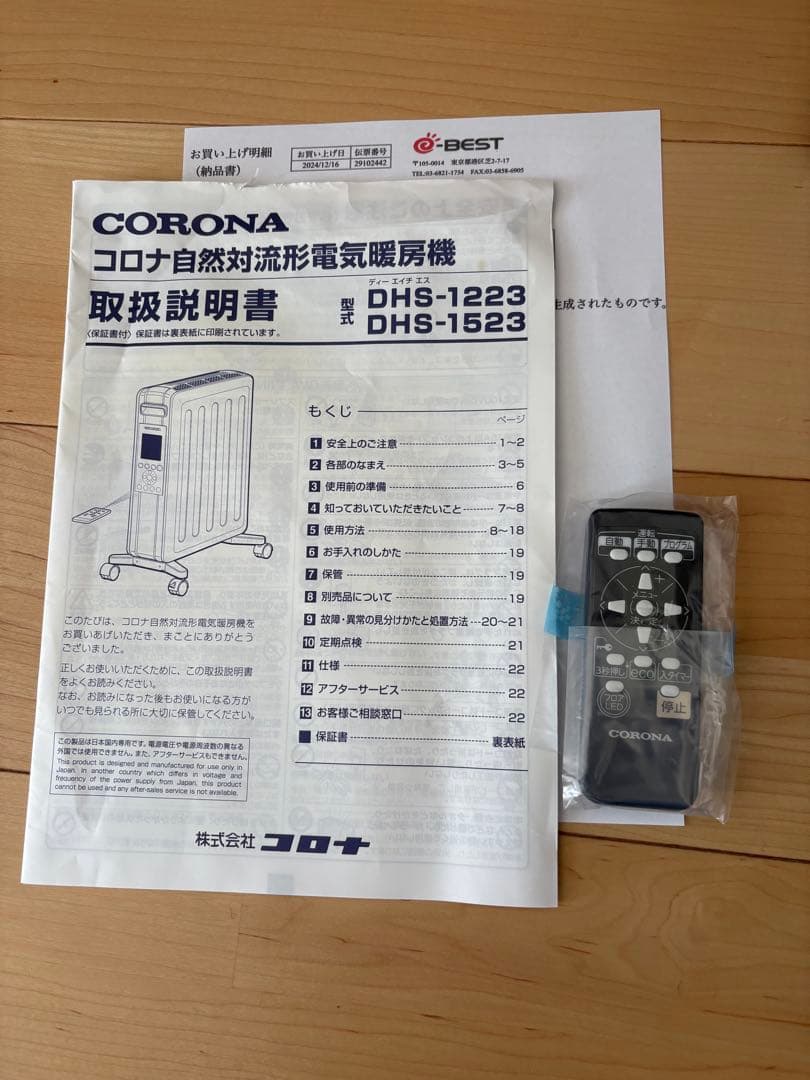 お買い上げ明細
(納品書)
お買い上げ日 伝票番号
2024/12/16 29102442
e-BEST
〒105-0014 東京都港区芝2-7-17
TEL:03-6821-1754 FAX:03-6858-6905
生成されたものです。
CORONA
コロナ自然対流形電気暖房機
取扱説明書
〈保証書付〉保証書は裏表紙に印刷されています。
型式
ディー エイチ エス
DHS-1223
DHS-1523
もくじ
ページ
1 安全上のご注意 1~2
2 各部のなまえ 3~5
3 使用前の準備 6
4 知っておいていただきたいこと 7~8
5 使用方法 8~18
6 お手入れのしかた 19
7 保管 19
8 別売品について 19
9 故障・異常の見分けかたと処置方法 20~21
10 定期点検 21
11 仕様 22
12 アフターサービス 22
13 お客様ご相談窓口 22
■ 保証書 裏表紙
このたびは、コロナ自然対流形電気暖房機を
お買いあげいただき、まことにありがとう
ございました。
正しくお使いいただくために、この取扱説明書
をよくお読みください。
なお、お読みになった後もお使いになる方が
いつでも見られる所に大切に保管してください。
この製品は日本国内専用です。電源電圧や電源周波数の異なる
外国では使用できません。また、アフターサービスもできません。
This product is designed and manufactured for use only in
Japan. In another country which differs in voltage and
frequency of the power supply from Japan, this product
cannot be used and any after-sales service is not available.
株式会社 コロナ
運転
自動 手動 プログラム
へ +
メニュー
決定
3秒押し eco 入タイマー
フロア
LED
停止
CORONA